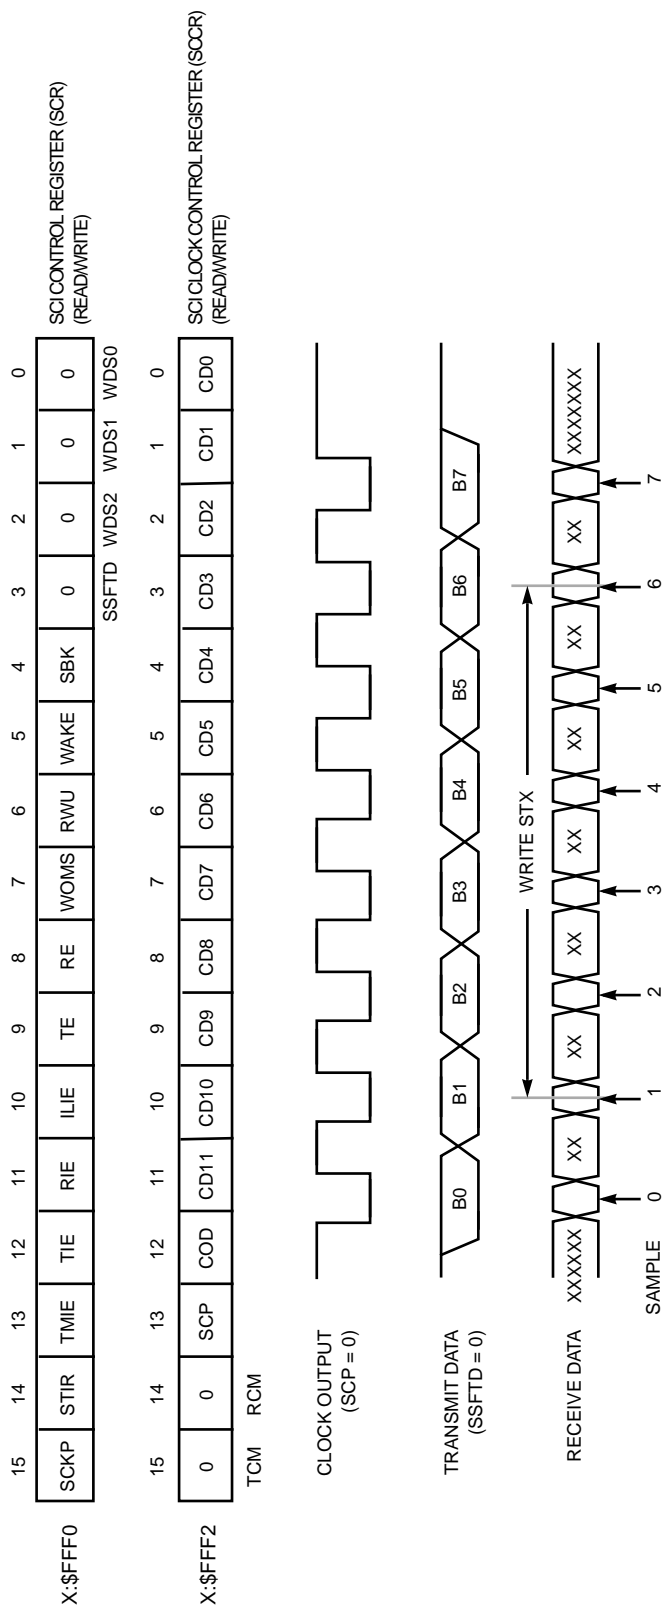 15 14 13 12 11 10 9 8 7 6 5 4 3 2 1 0
X:$FFF0 SCKP STIR TMIE TIE RIE ILIE TE RE WOMS RWU WAKE SBK 0 0 0 0 SCI CONTROL REGISTER (SCR)
(READ/WRITE)
SSFTD WDS2 WDS1 WDS0
15 14 13 12 11 10 9 8 7 6 5 4 3 2 1 0
X:$FFF2 0 0 SCP COD CD11 CD10 CD9 CD8 CD7 CD6 CD5 CD4 CD3 CD2 CD1 CD0 SCI CLOCK CONTROL REGISTER (SCCR)
(READ/WRITE)
TCM RCM
CLOCK OUTPUT
(SCP = 0)
TRANSMIT DATA
(SSFTD = 0)
B0 B1 B2 B3 B4 B5 B6 B7
WRITE STX
RECEIVE DATA XXXXXX XX XX XX XX XX XX XX XXXXXXX
SAMPLE 0 1 2 3 4 5 6 7